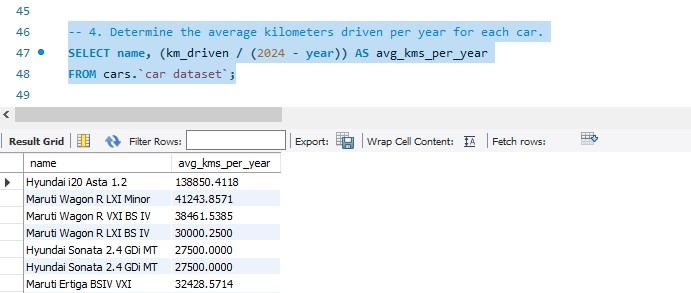 45
46 -- 4. Determine the average kilometers driven per year for each car.
47 SELECT name, (km_driven / (2024 - year)) AS avg_kms_per_year
48 FROM cars.`car dataset`;
49
Result Grid Filter Rows: Export: Wrap Cell Content: IA Fetch rows:
name avg_kms_per_year
Hyundai i20 Asta 1.2 138850.4118
Maruti Wagon R LXI Minor 41243.8571
Maruti Wagon R VXI BS IV 38461.5385
Maruti Wagon R LXI BS IV 30000.2500
Hyundai Sonata 2.4 GDi MT 27500.0000
Hyundai Sonata 2.4 GDi MT 27500.0000
Maruti Ertiga BSIV VXI 32428.5714